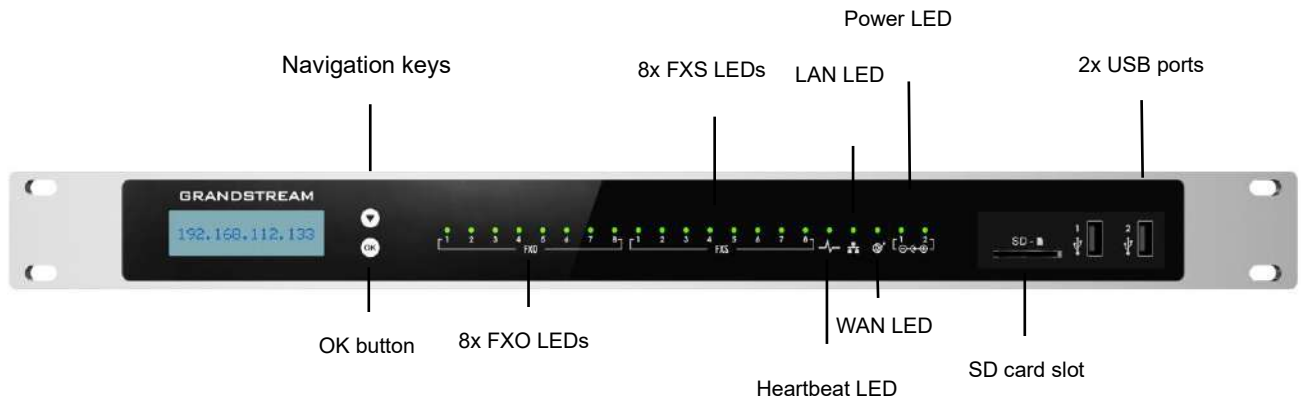 Power LED
Navigation keys
8x FXS LEDs
LAN LED
2x USB ports
GRANDSTREAM
192.168.112.133
OK
1 2 3 4 5 6 7 8
FXO
1 2 3 4 5 6 7 8
FXS
1 2
SD-
1
2
OK button
8x FXO LEDs
WAN LED
SD card slot
Heartbeat LED